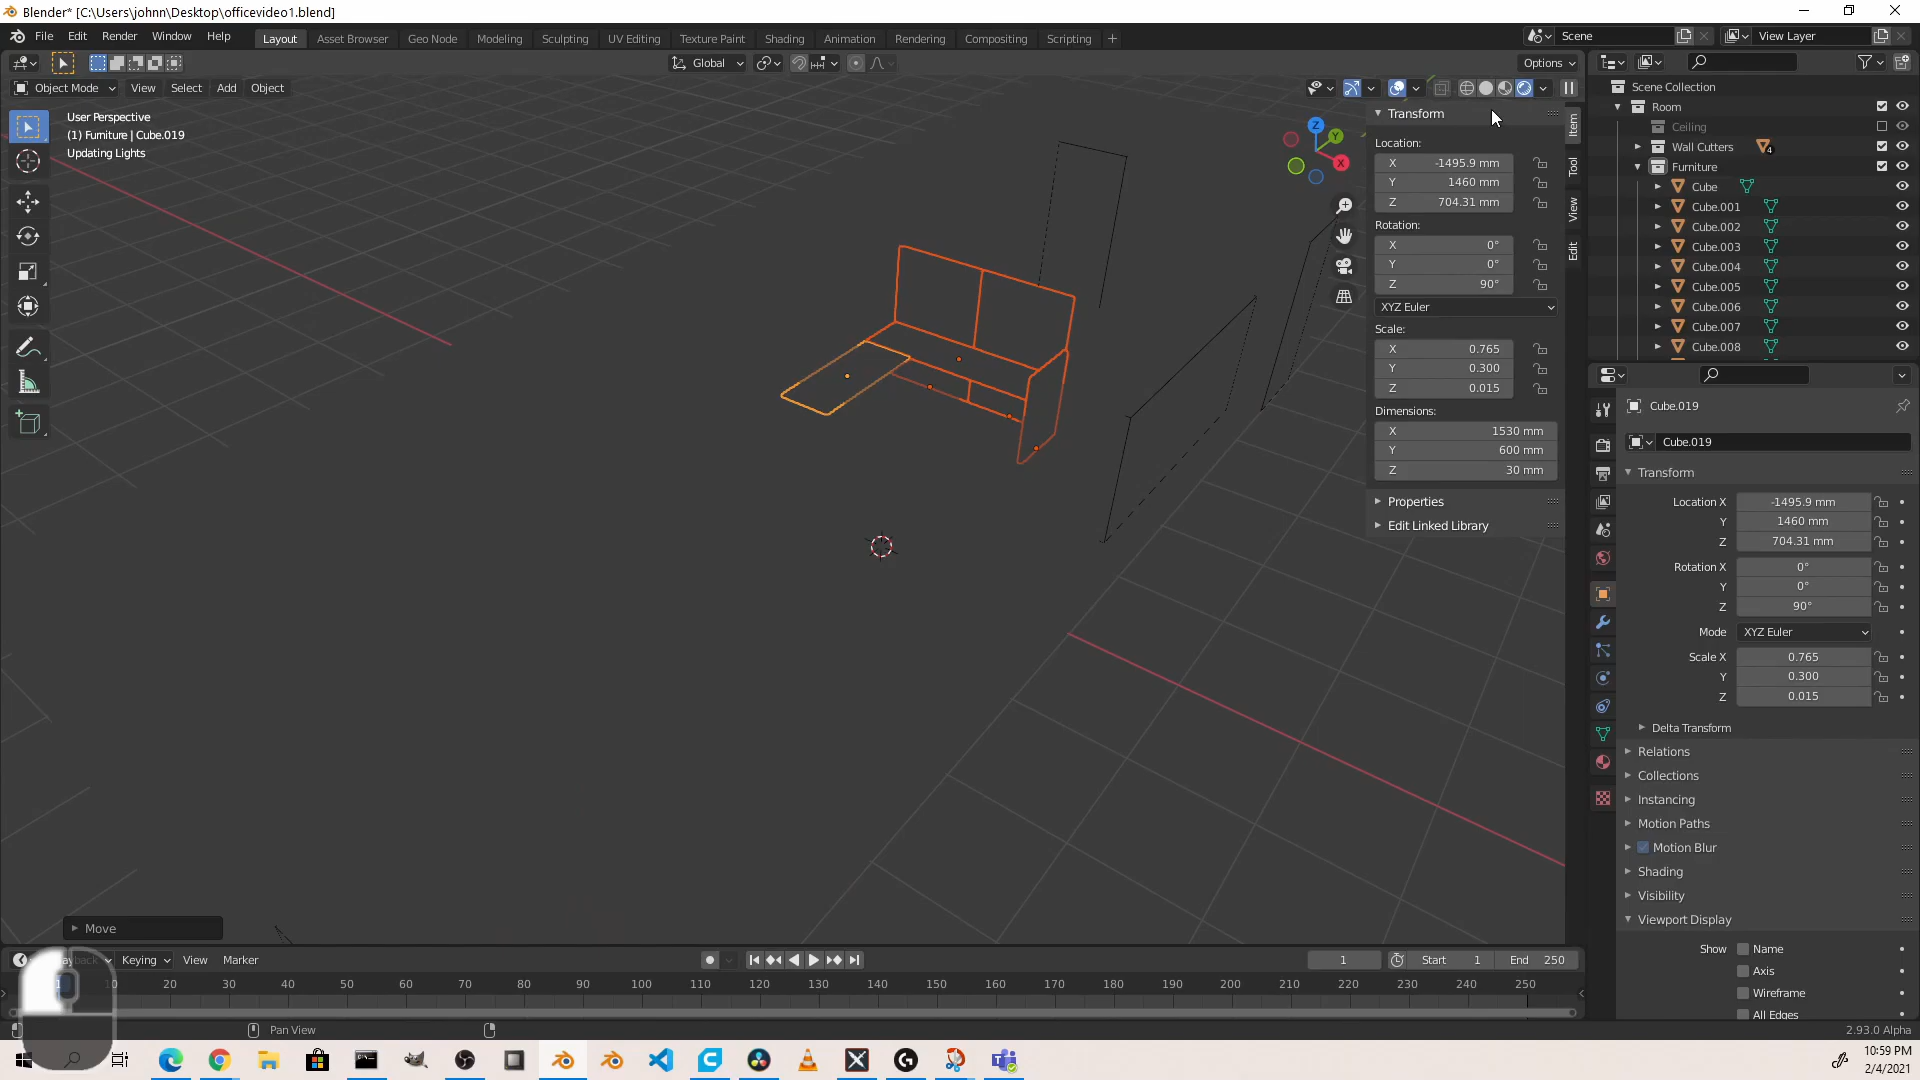 Blender* [C:\Users\johnn\Desktop\officevideo1.blend]
File Edit Render Window Help Layout Asset Browser Geo Node Modeling Sculpting UV Editing Texture Paint Shading Animation Rendering Compositing Scripting + Scene View Layer
Global Options
Object Mode View Select Add Object
User Perspective
(1) Furniture | Cube.019
Updating Lights
Z
Y
X
Transform
Location:
X -1495.9 mm
Y 1460 mm
Z 704.31 mm
Rotation:
X 0°
Y 0°
Z 90°
XYZ Euler
Scale:
X 0.765
Y 0.300
Z 0.015
Dimensions:
X 1530 mm
Y 600 mm
Z 30 mm
Properties
Edit Linked Library
Item
Tool
View
Edit
Scene Collection
Room
Ceiling
Wall Cutters 4
Furniture
Cube
Cube.001
Cube.002
Cube.003
Cube.004
Cube.005
Cube.006
Cube.007
Cube.008
Cube.019
Cube.019
Transform
Location X -1495.9 mm
Y 1460 mm
Z 704.31 mm
Rotation X 0°
Y 0°
Z 90°
Mode XYZ Euler
Scale X 0.765
Y 0.300
Z 0.015
Delta Transform
Relations
Collections
Instancing
Motion Paths
Motion Blur
Shading
Visibility
Viewport Display
Show Name
Axis
Wireframe
All Edges
Move
Keying View Marker 1 Start 1 End 250
10 20 30 40 50 60 70 80 90 100 110 120 130 140 150 160 170 180 190 200 210 220 230 240 250
Pan View
2.93.0 Alpha
10:59 PM
2/4/2021